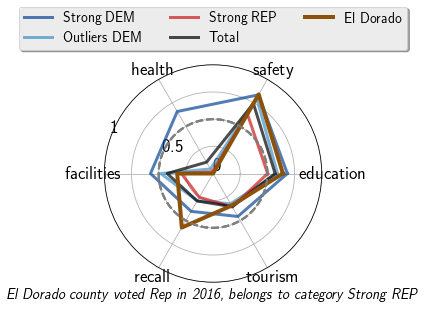 Strong DEM Strong REP El Dorado
Outliers DEM Total
health safety
1
0.5
0
facilities education
recall tourism
El Dorado county voted Rep in 2016, belongs to category Strong REP